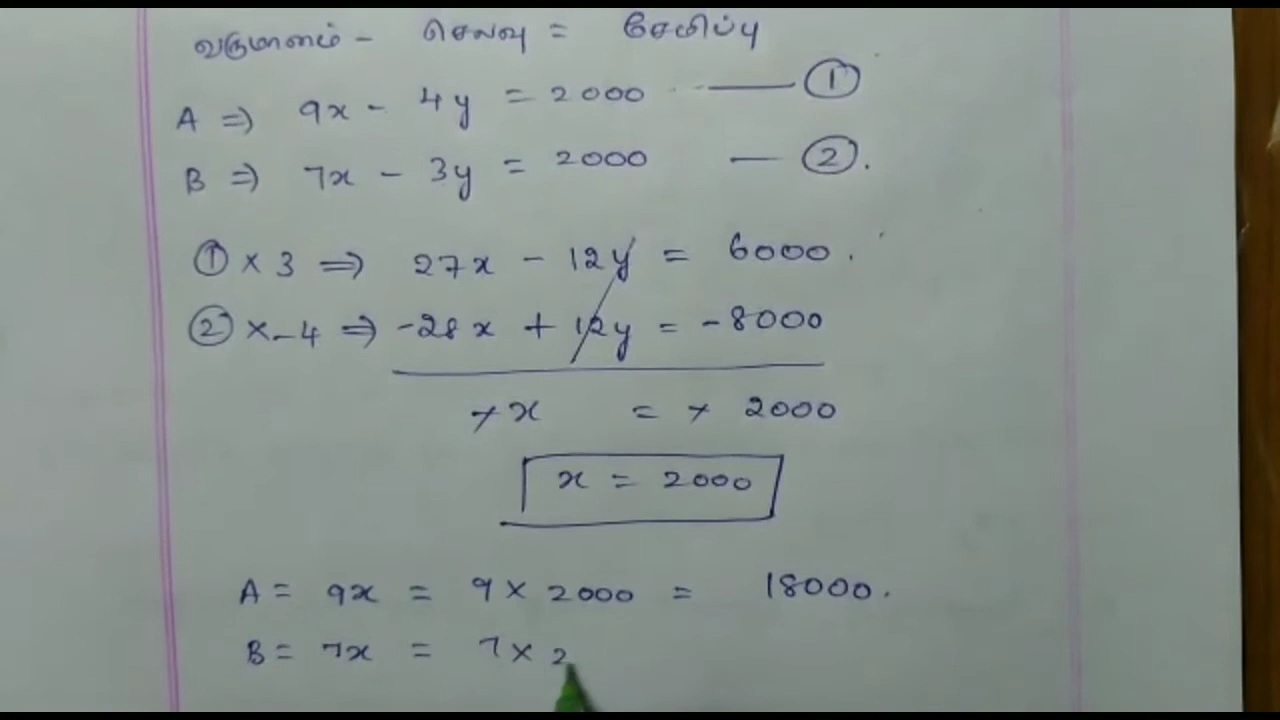 வருமானம் - செலவு = சேமிப்பு
A ⇒ 9x - 4y = 2000 —— ①
B ⇒ 7x - 3y = 2000 — ②.
① × 3 ⇒ 27x - 12y = 6000.
② × -4 ⇒ -28x + 12y = -8000
-x = - 2000
x = 2000
A = 9x = 9 × 2000 = 18000.
B = 7x = 7 × 2